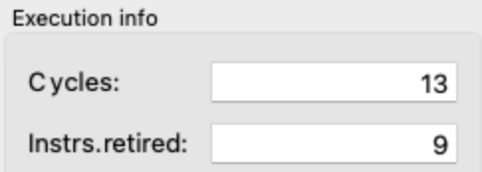 Execution info
Cycles: 13
Instrs.retired: 9